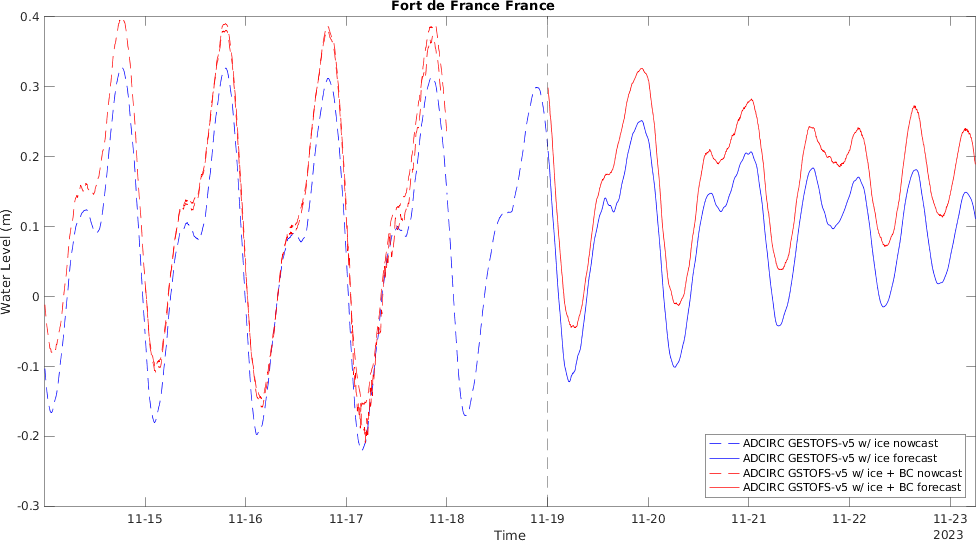 Fort de France France
Water Level (m)
0.4
0.3
0.2
0.1
0
-0.1
-0.2
-0.3
ADCIRC GESTOFS-v5 w/ ice nowcast
ADCIRC GESTOFS-v5 w/ ice forecast
ADCIRC GSTOFS-v5 w/ ice + BC nowcast
ADCIRC GSTOFS-v5 w/ ice + BC forecast
11-15 11-16 11-17 11-18 11-19 11-20 11-21 11-22 11-23
2023
Time